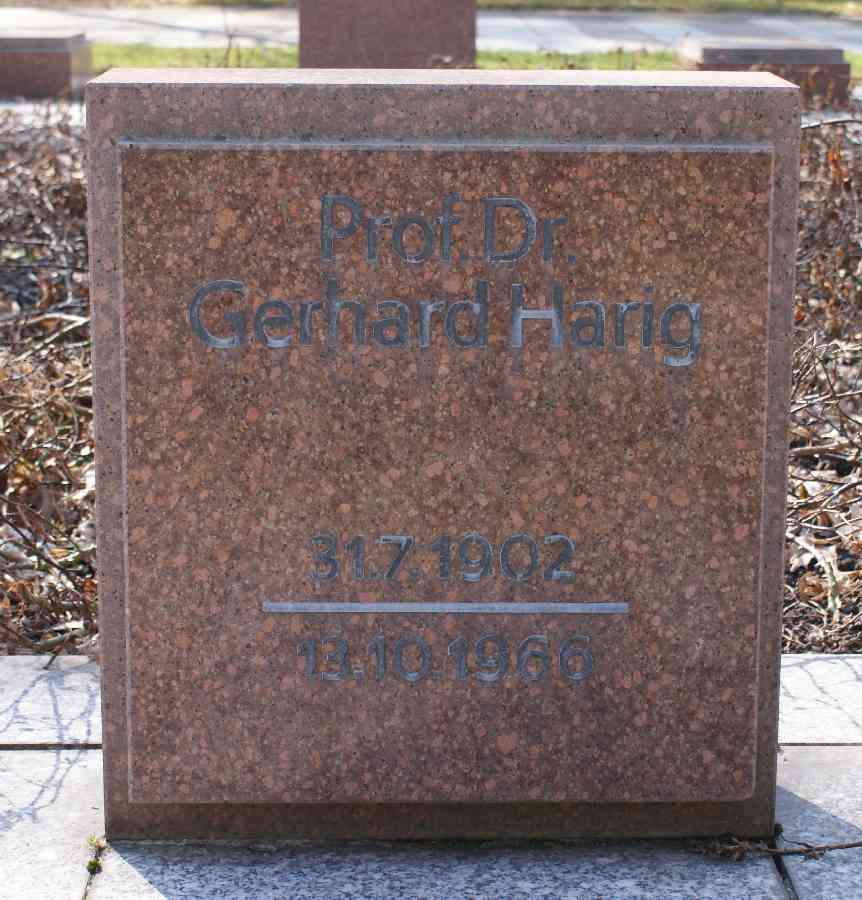 Prof. Dr.
Gerhard Harig
31.7.1902
13.10.1966